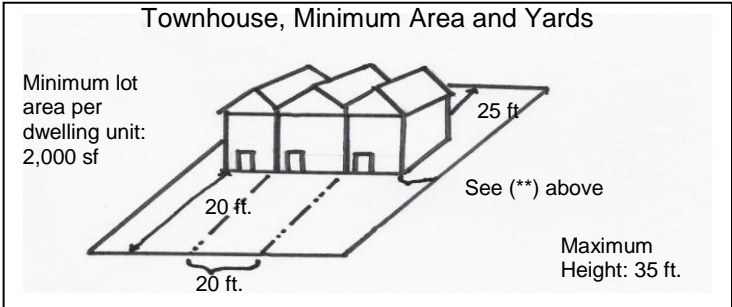 Townhouse, Minimum Area and Yards
Minimum lot
area per
dwelling unit:
2,000 sf
25 ft
See (**) above
20 ft.
Maximum
Height: 35 ft.
20 ft.